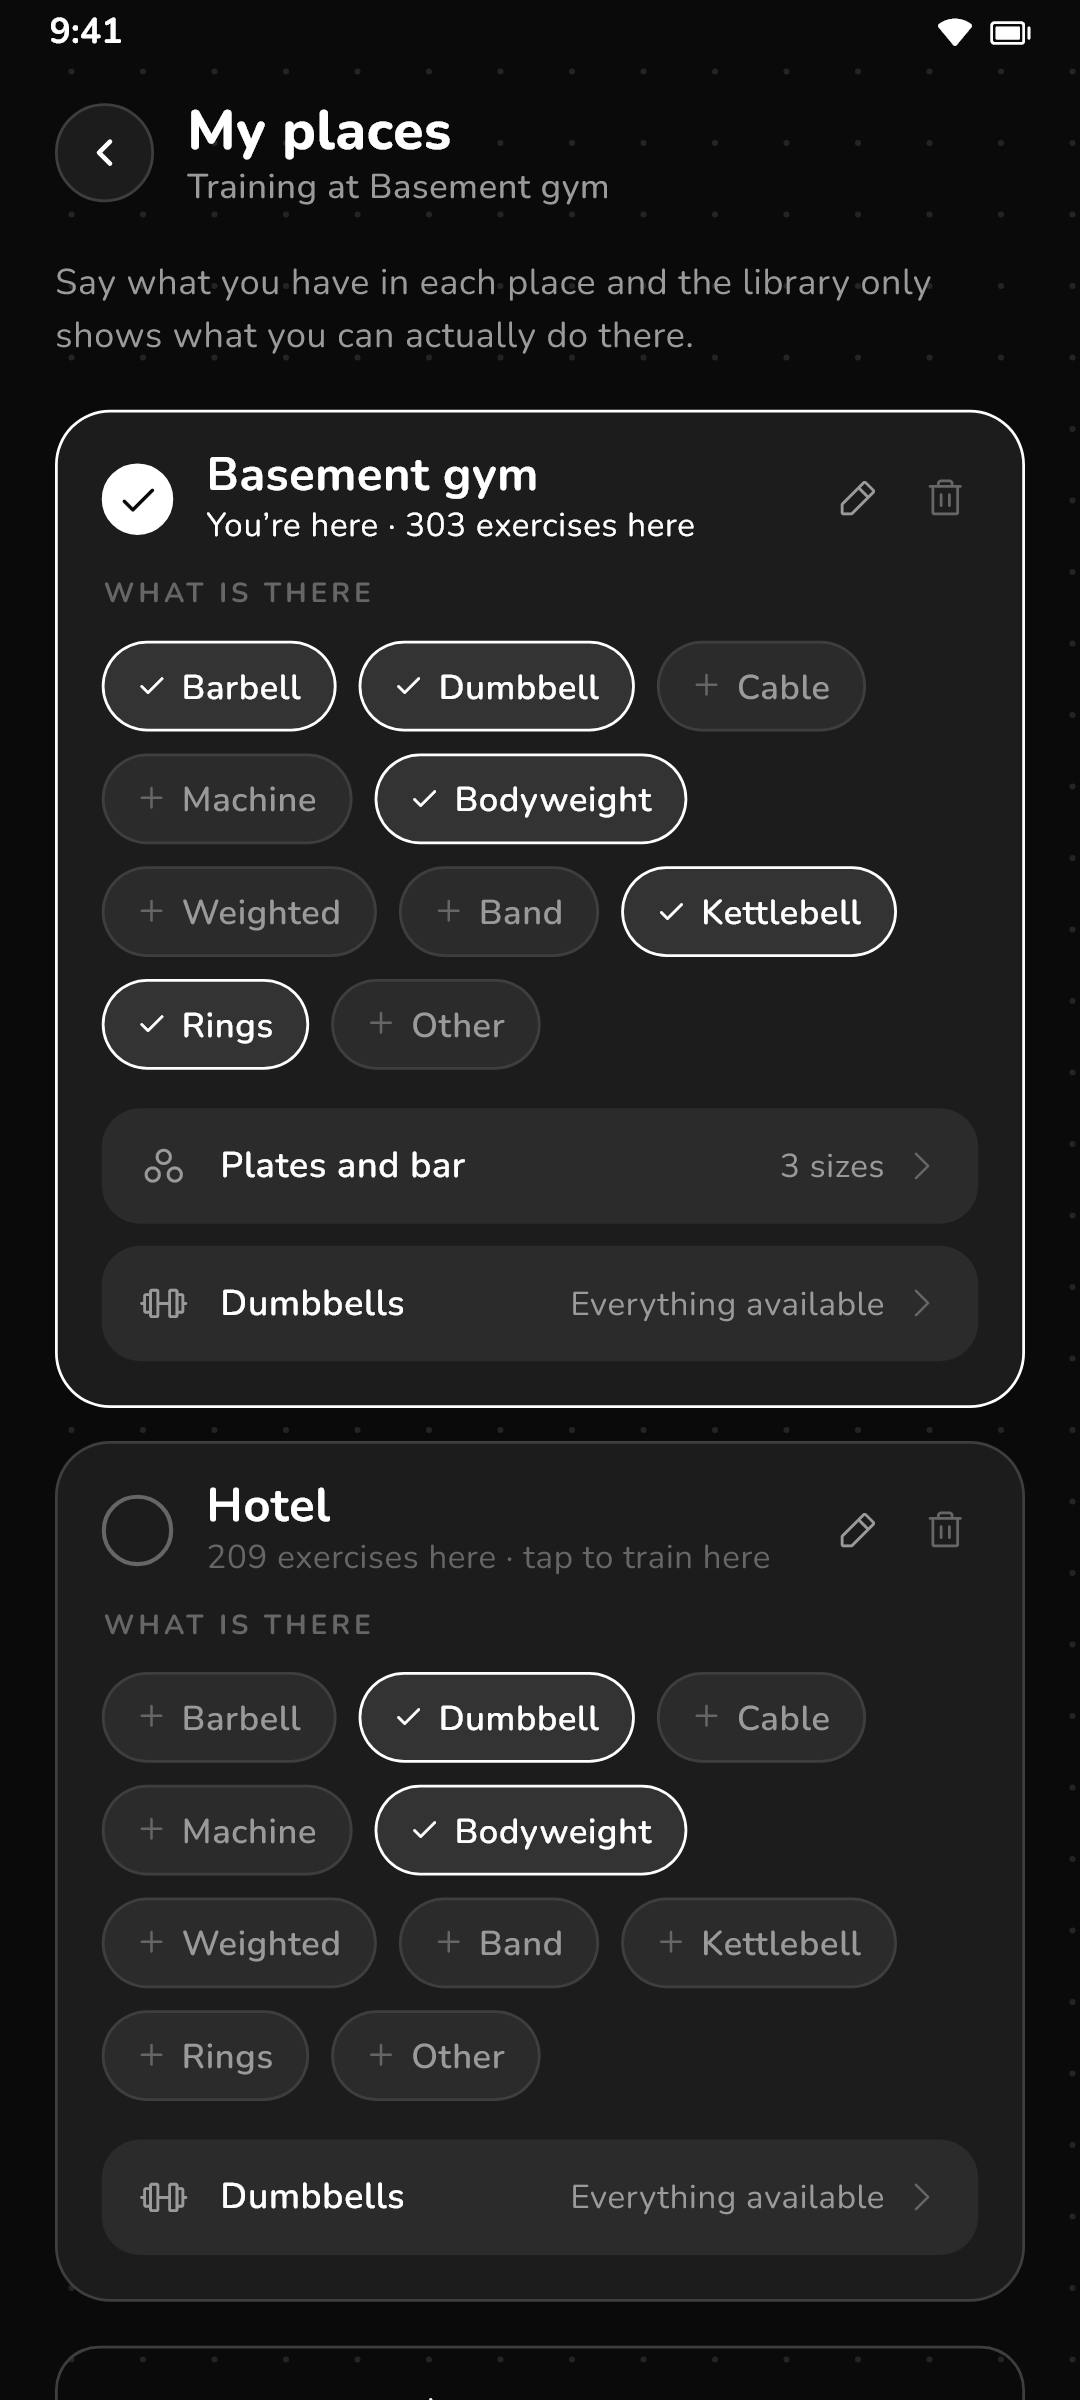 9:41
My places
Training at Basement gym
Say what you have in each place and the library only
shows what you can actually do there.
Basement gym
You’re here · 303 exercises here
WHAT IS THERE
Barbell Dumbbell Cable
Machine Bodyweight
Weighted Band Kettlebell
Rings Other
Plates and bar 3 sizes
Dumbbells Everything available
Hotel
209 exercises here · tap to train here
WHAT IS THERE
Barbell Dumbbell Cable
Machine Bodyweight
Weighted Band Kettlebell
Rings Other
Dumbbells Everything available